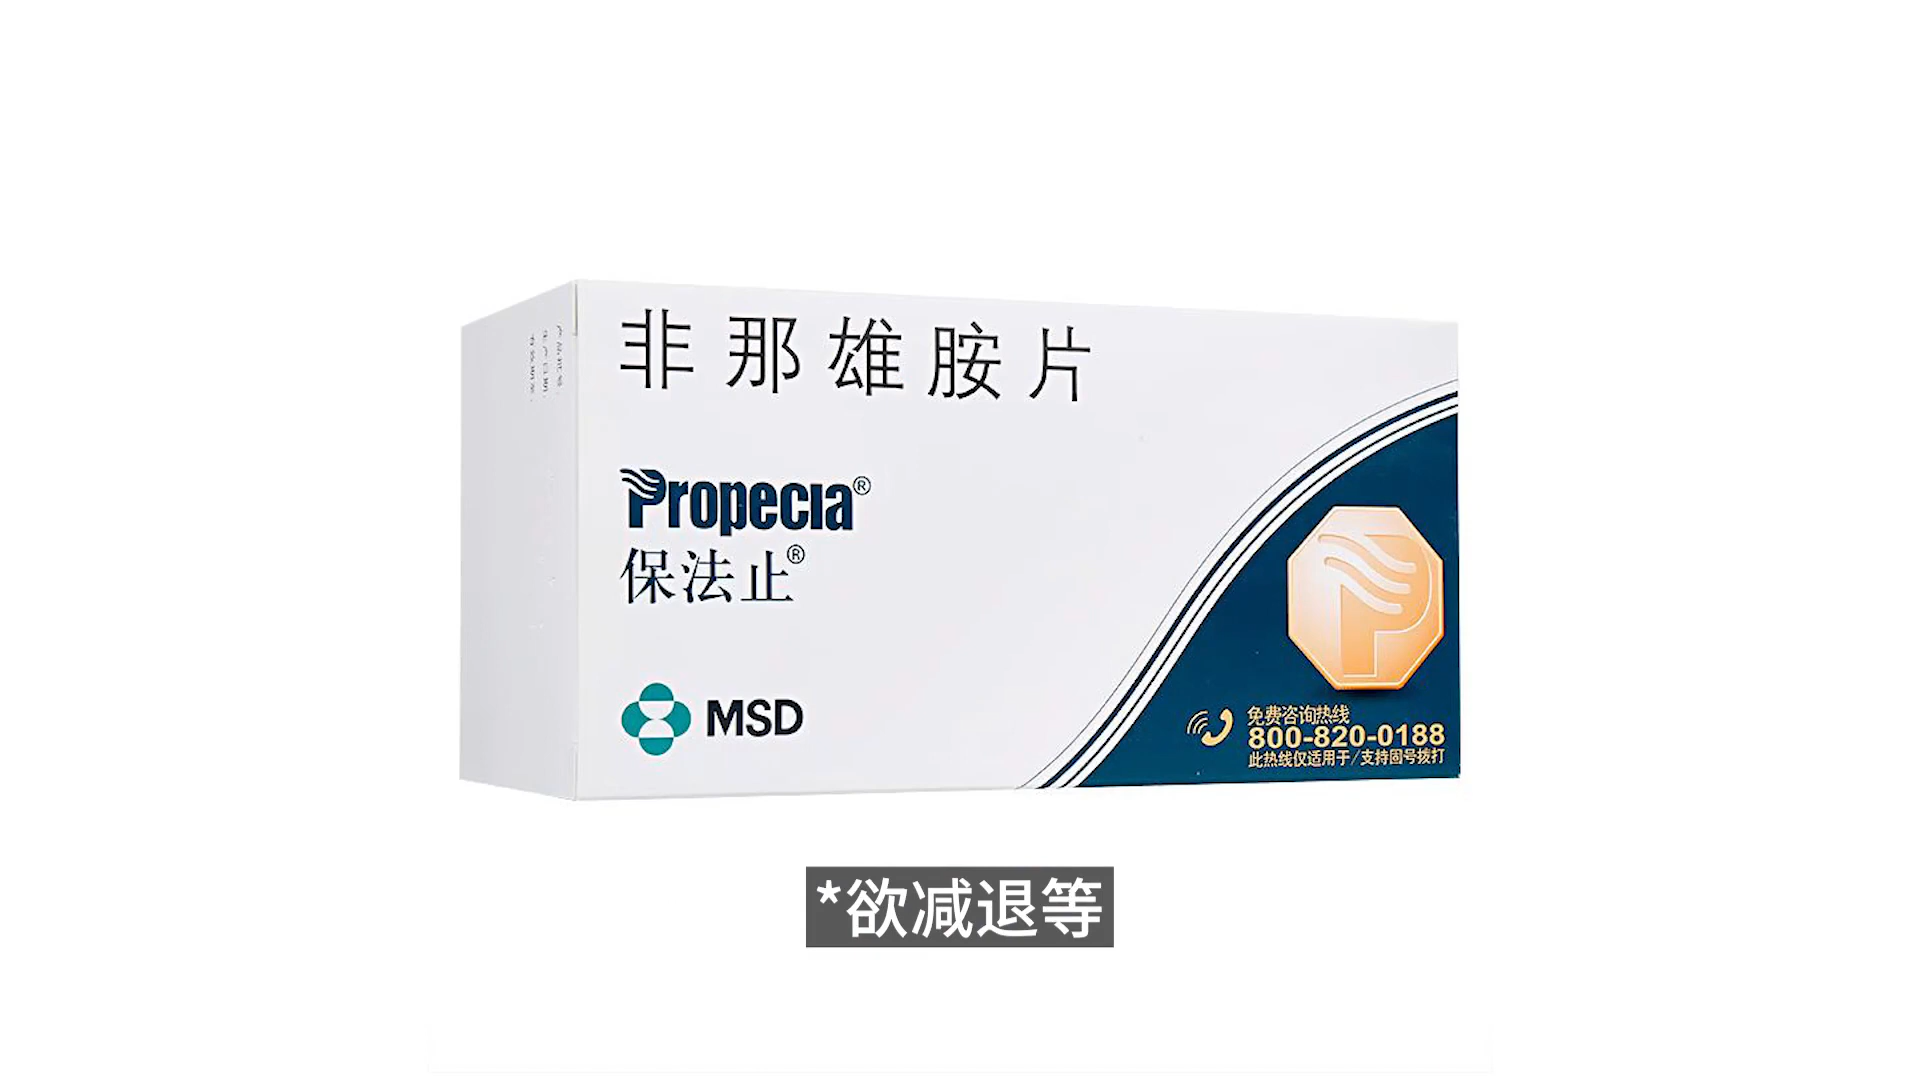 非那雄胺片
Propecia®
保法止®
MSD
免费咨询热线
800-820-0188
此热线仅适用于/支持固号拨打
*欲减退等